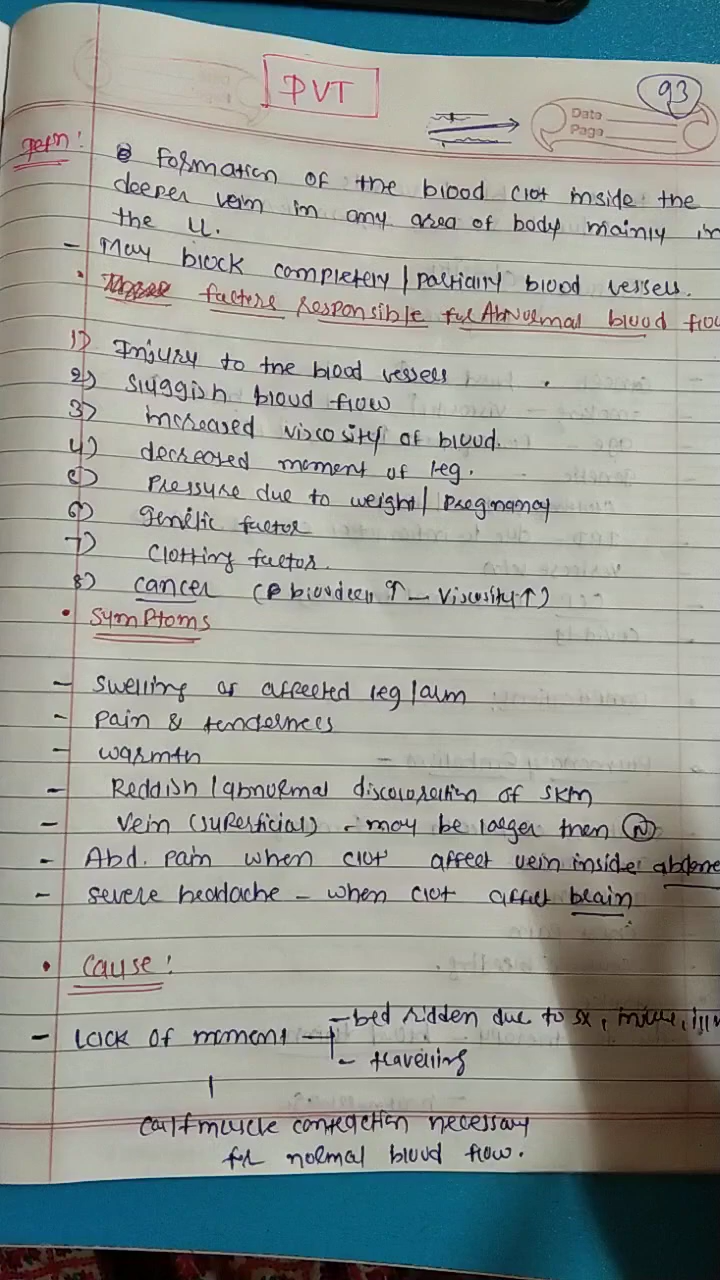 DVT
93
Date
Page
Defn:
Formation of the blood clot inside the
deeper vein in any area of body mainly in
the LL.
- May block completely / partially blood vessels.
• factors responsible for Abnormal blood flow
1) Injury to the blood vessels
2) sluggish blood flow
3) increased viscosity of blood.
4) decreased moment of leg.
5) Pressure due to weight / Pregnancy
6) genetic factor
7) Clotting factor.
8) cancer ( ↑ - Viscosity ↑)
• Symptoms
- swelling of affected leg / arm
- Pain & tenderness
- warmth
- Reddish / abnormal discoloration of skin
- Vein (superficial) - may be larger then (N)
- Abd. pain when clot affect vein inside abdome
- severe headache - when clot affect brain
• Cause:
- Lack of moment - bed ridden due to sx,
- travelling
calf muscle contraction necessary
for normal blood flow.